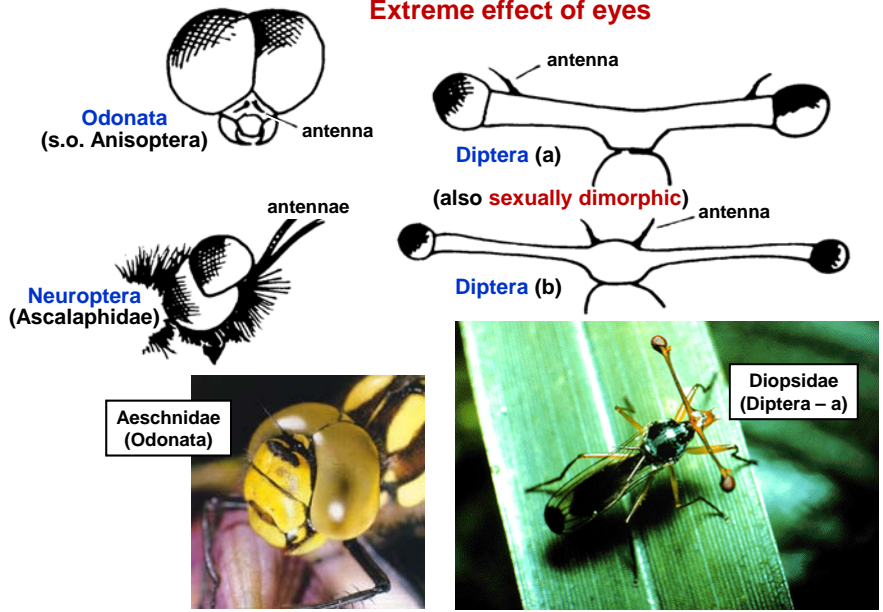 Extreme effect of eyes
Odonata
(s.o. Anisoptera)
antenna
antenna
Diptera (a)
(also sexually dimorphic)
antennae
antenna
Neuroptera
(Ascalaphidae)
Diptera (b)
Aeschnidae
(Odonata)
Diopsidae
(Diptera – a)